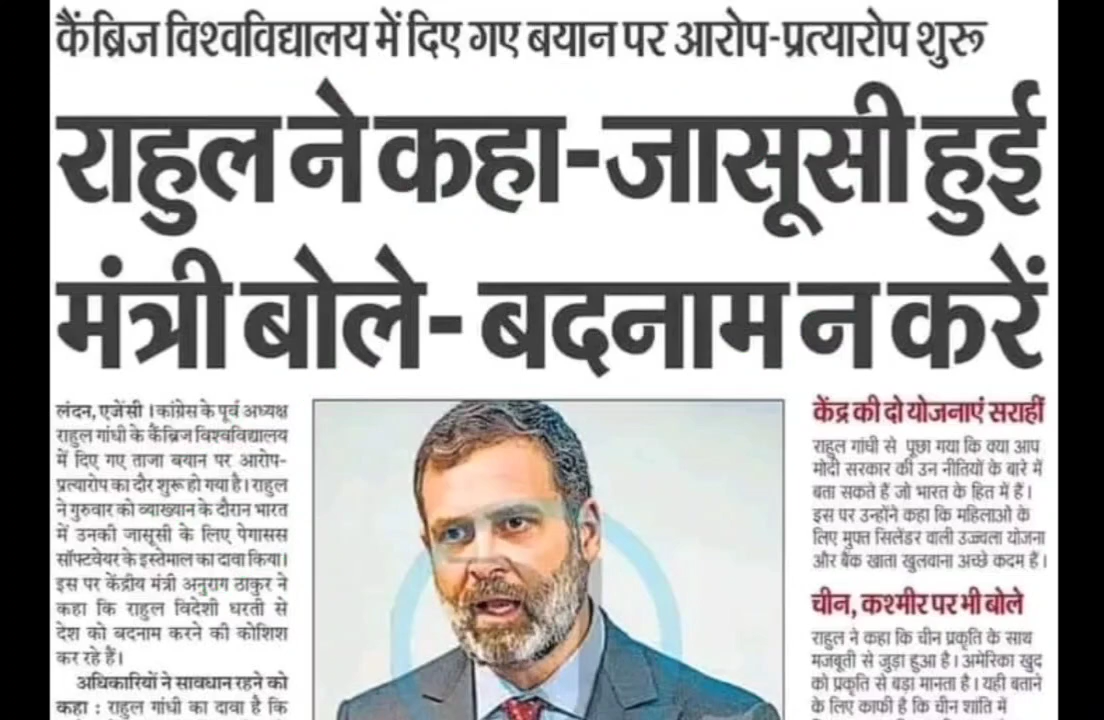 कैंब्रिज विश्वविद्यालय में दिए गए बयान पर आरोप-प्रत्यारोप शुरू
राहुल ने कहा-जासूसी हुई
मंत्री बोले- बदनाम न करें
लंदन, एजेंसी । कांग्रेस के पूर्व अध्यक्ष
राहुल गांधी के कैंब्रिज विश्वविद्यालय
में दिए गए ताजा बयान पर आरोप-
प्रत्यारोप का दौर शुरू हो गया है। राहुल
ने गुरुवार को व्याख्यान के दौरान भारत
में उनकी जासूसी के लिए पेगासस
सॉफ्टवेयर के इस्तेमाल का दावा किया।
इस पर केंद्रीय मंत्री अनुराग ठाकुर ने
कहा कि राहुल विदेशी धरती से
देश को बदनाम करने की कोशिश
कर रहे हैं।
अधिकारियों ने सावधान रहने को
कहा : राहुल गांधी का दावा है कि
केंद्र की दो योजनाएं सराहीं
राहुल गांधी से पूछा गया कि क्या आप
मोदी सरकार की उन नीतियों के बारे में
बता सकते हैं जो भारत के हित में हैं।
इस पर उन्होंने कहा कि महिलाओं के
लिए मुफ्त सिलेंडर वाली उज्ज्वला योजना
और बैंक खाता खुलवाना अच्छे कदम हैं।
चीन, कश्मीर पर भी बोले
राहुल ने कहा कि चीन प्रकृति के साथ
मजबूती से जुड़ा हुआ है। अमेरिका खुद
को प्रकृति से बड़ा मानता है। यही बताने
के लिए काफी है कि चीन शांति में